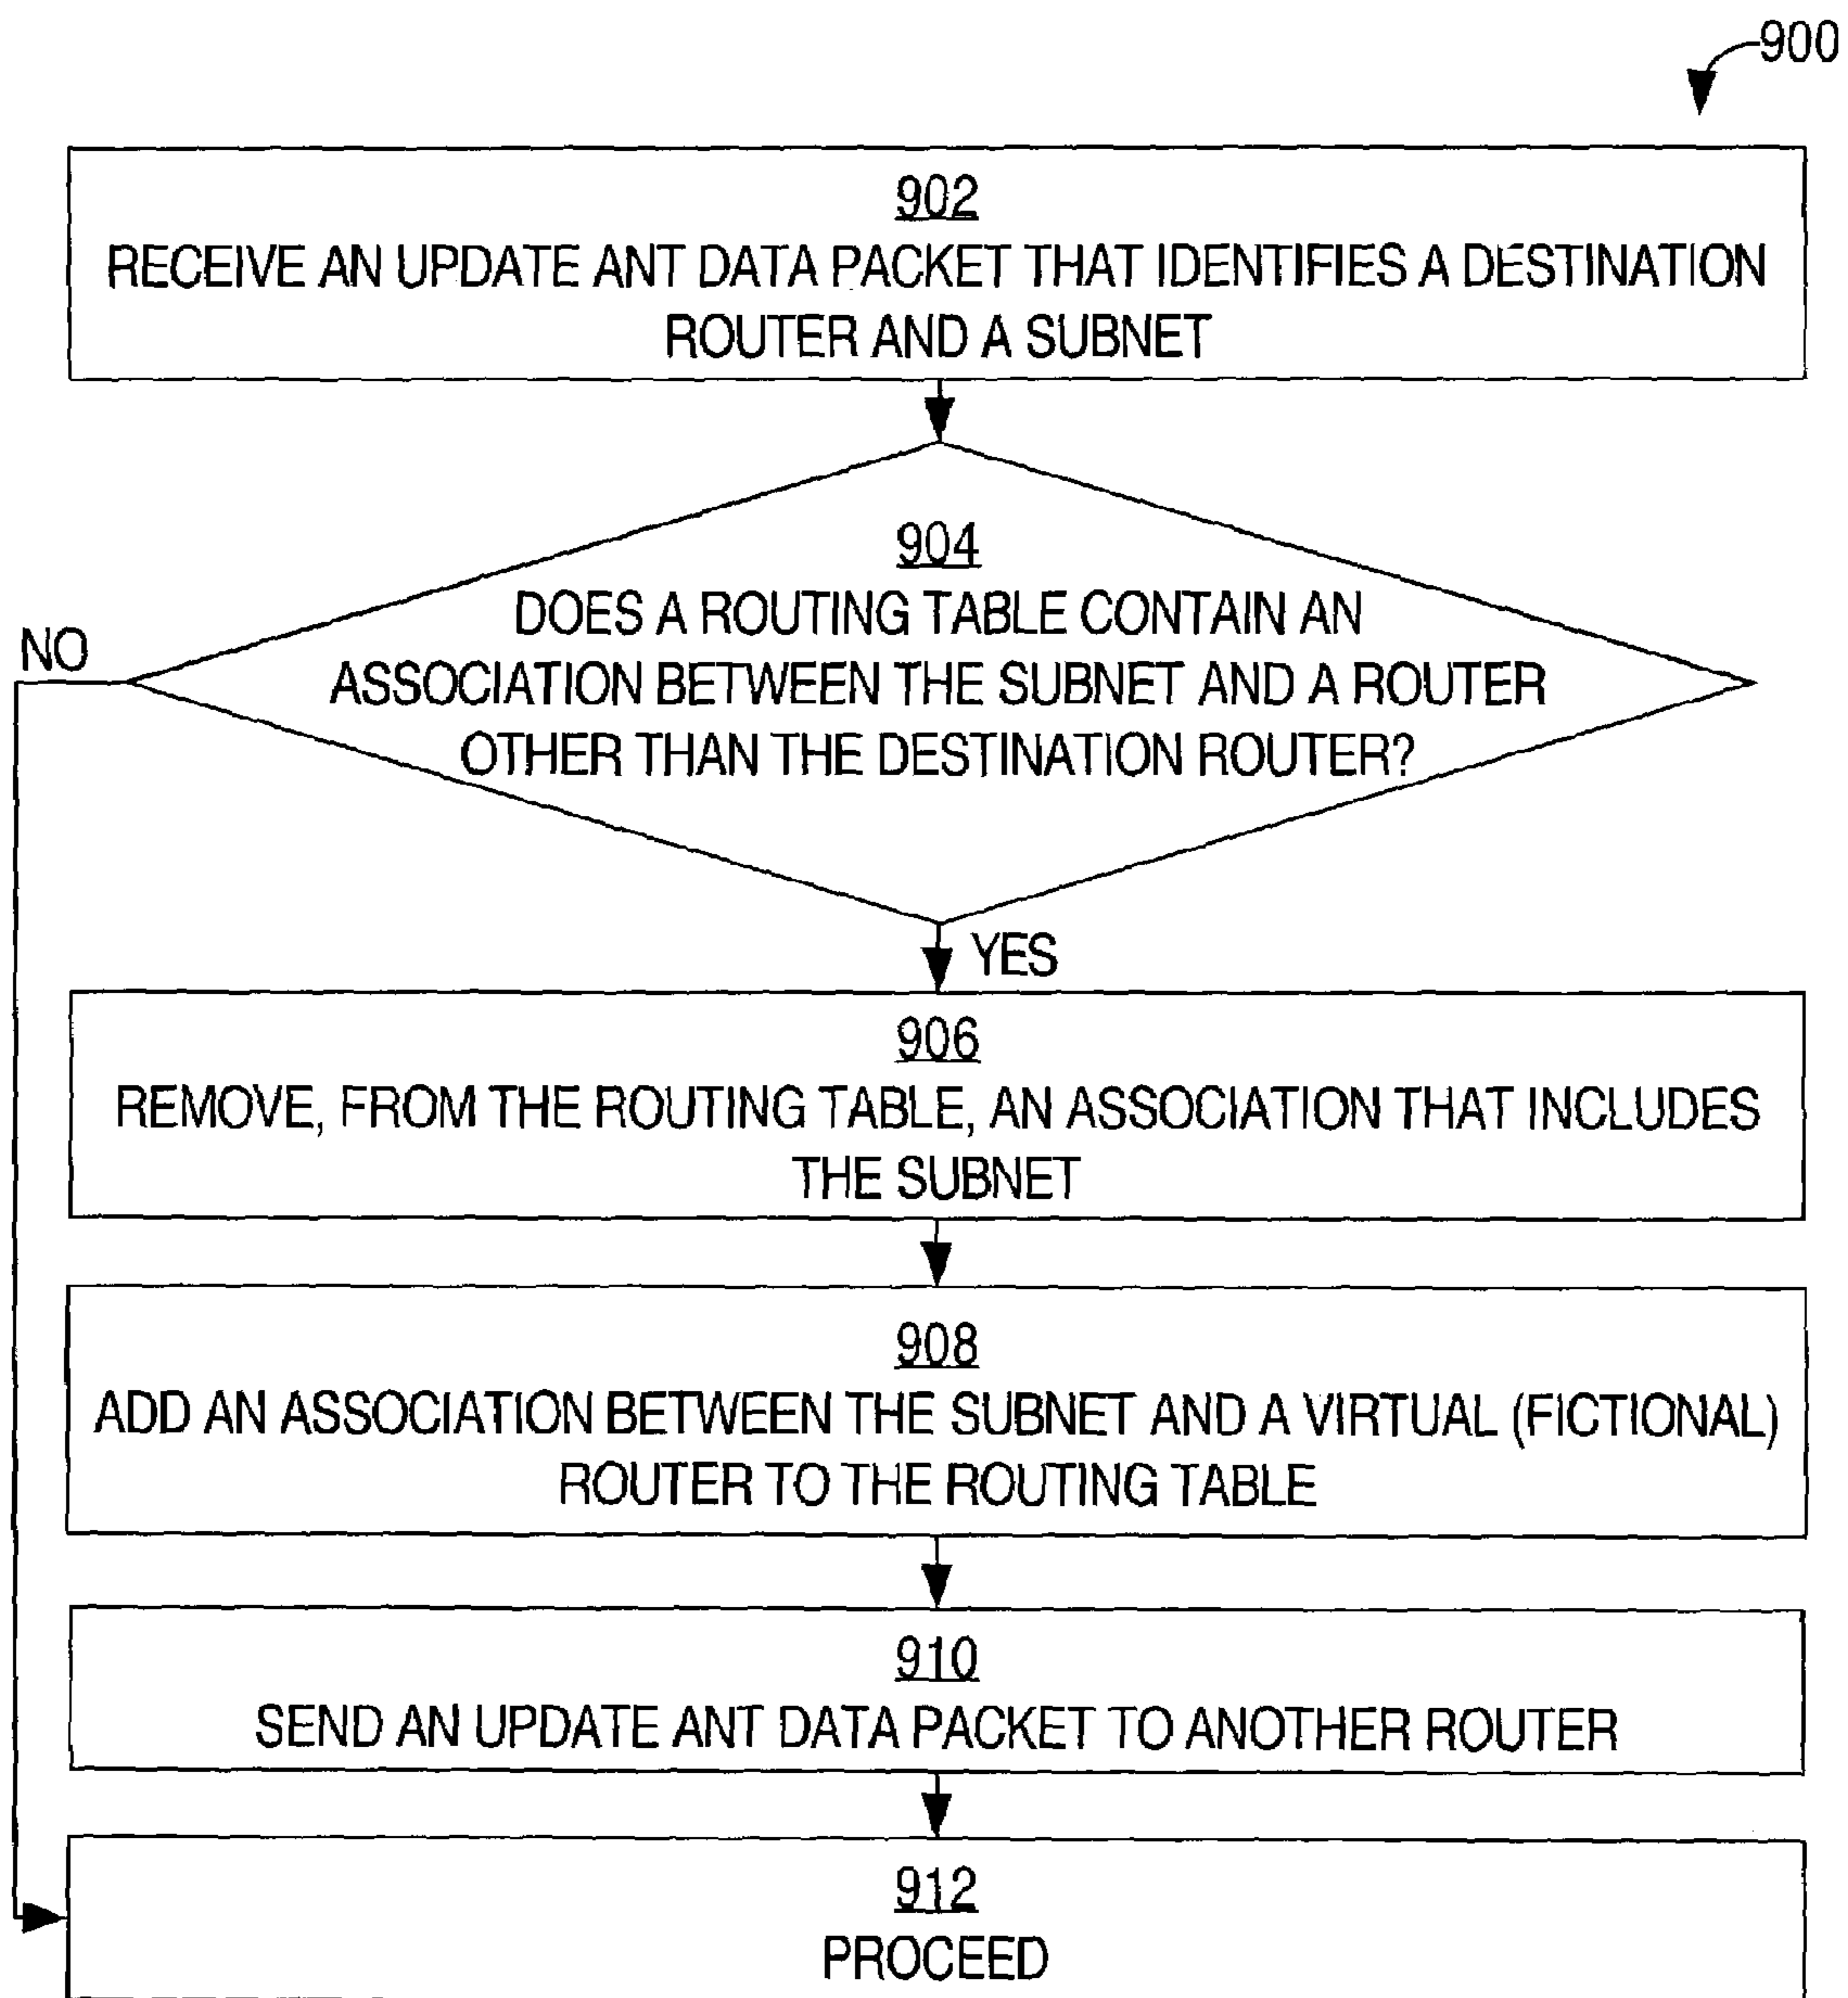 900
902
RECEIVE AN UPDATE ANT DATA PACKET THAT IDENTIFIES A DESTINATION
ROUTER AND A SUBNET
904
DOES A ROUTING TABLE CONTAIN AN
ASSOCIATION BETWEEN THE SUBNET AND A ROUTER
OTHER THAN THE DESTINATION ROUTER?
NO
YES
906
REMOVE, FROM THE ROUTING TABLE, AN ASSOCIATION THAT INCLUDES
THE SUBNET
908
ADD AN ASSOCIATION BETWEEN THE SUBNET AND A VIRTUAL (FICTIONAL)
ROUTER TO THE ROUTING TABLE
910
SEND AN UPDATE ANT DATA PACKET TO ANOTHER ROUTER
912
PROCEED